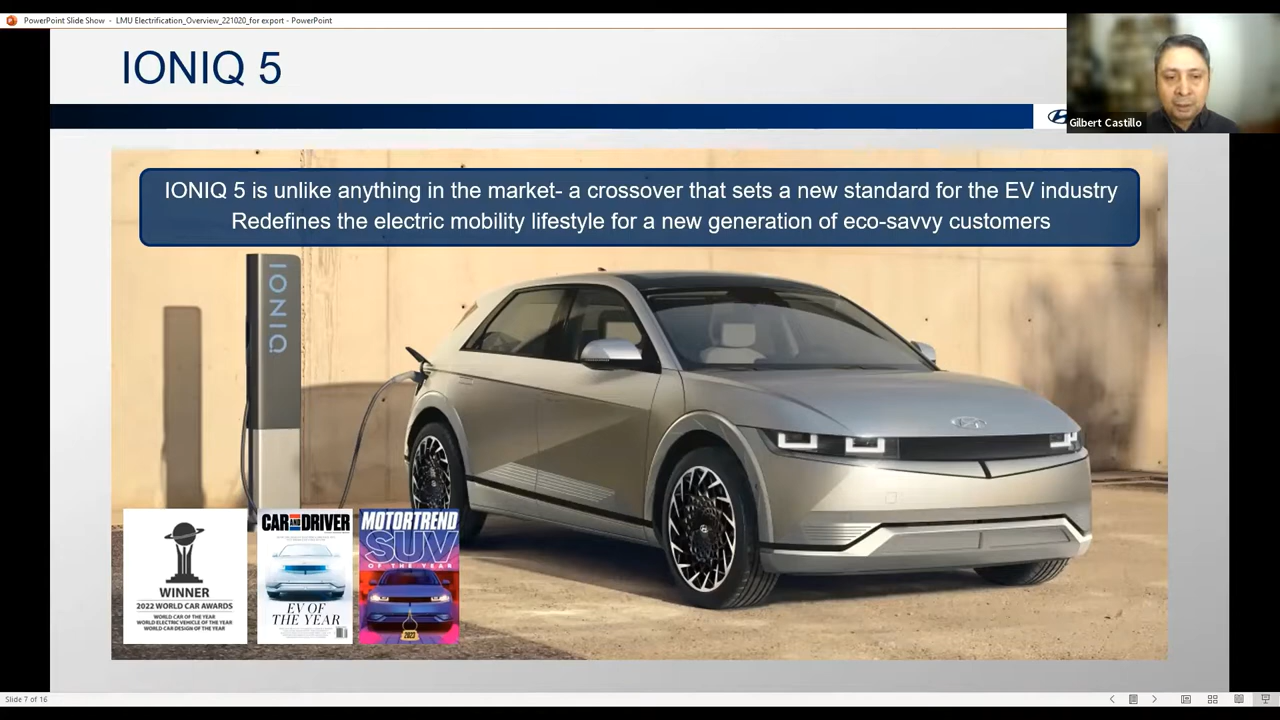 PowerPoint Slide Show - LMU Electrification_Overview_221020_for export - PowerPoint
IONIQ 5
Gilbert Castillo
IONIQ 5 is unlike anything in the market- a crossover that sets a new standard for the EV industry
Redefines the electric mobility lifestyle for a new generation of eco-savvy customers
IONIQ
WINNER
2022 WORLD CAR AWARDS
WORLD CAR OF THE YEAR
WORLD ELECTRIC VEHICLE OF THE YEAR
WORLD CAR DESIGN OF THE YEAR
CAR AND DRIVER
EV OF
THE YEAR
MOTORTREND
SUV
OF THE YEAR
2023
Slide 7 of 16